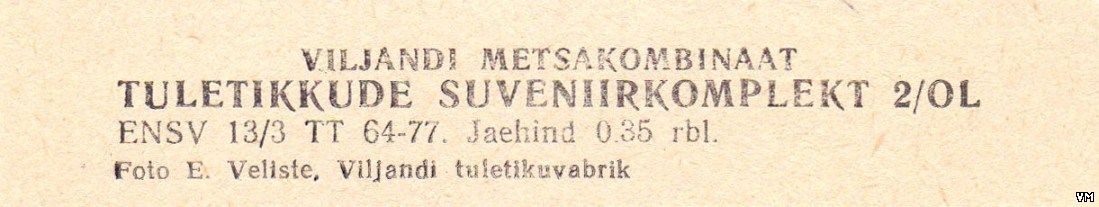 VILJANDI METSAKOMBINAAT
TULETIKKUDE SUVENIIRKOMPLEKT 2/OL
ENSV 13/3 TT 64-77. Jaehind 0.35 rbl.
Foto E. Veliste, Viljandi tuletikuvabrik
VM